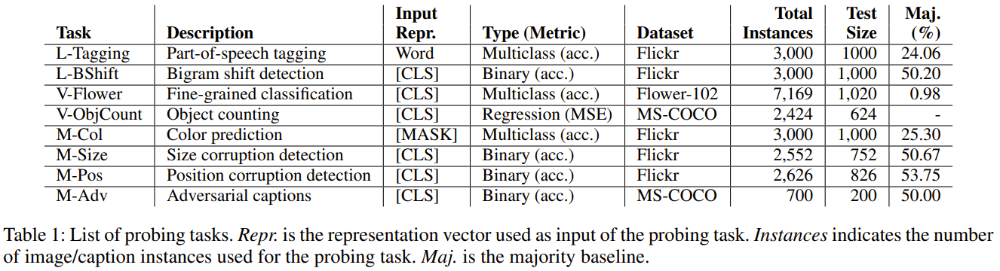 Input Total Test Maj.
Task Description Repr. Type (Metric) Dataset Instances Size (%)
L-Tagging Part-of-speech tagging Word Multiclass (acc.) Flickr 3,000 1000 24.06
L-BShift Bigram shift detection [CLS] Binary (acc.) Flickr 3,000 1,000 50.20
V-Flower Fine-grained classification [CLS] Multiclass (acc.) Flower-102 7,169 1,020 0.98
V-ObjCount Object counting [CLS] Regression (MSE) MS-COCO 2,424 624 -
M-Col Color prediction [MASK] Multiclass (acc.) Flickr 3,000 1,000 25.30
M-Size Size corruption detection [CLS] Binary (acc.) Flickr 2,552 752 50.67
M-Pos Position corruption detection [CLS] Binary (acc.) Flickr 2,626 826 53.75
M-Adv Adversarial captions [CLS] Binary (acc.) MS-COCO 700 200 50.00
Table 1: List of probing tasks. Repr. is the representation vector used as input of the probing task. Instances indicates the number
of image/caption instances used for the probing task. Maj. is the majority baseline.